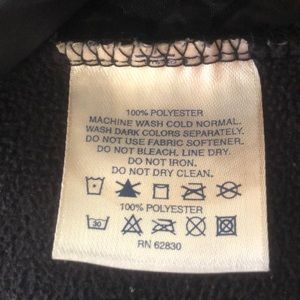 100% POLYESTER
MACHINE WASH COLD NORMAL.
WASH DARK COLORS SEPARATELY.
DO NOT USE FABRIC SOFTENER.
DO NOT BLEACH. LINE DRY.
DO NOT IRON.
DO NOT DRY CLEAN.
100% POLYESTER
30
RN 62830